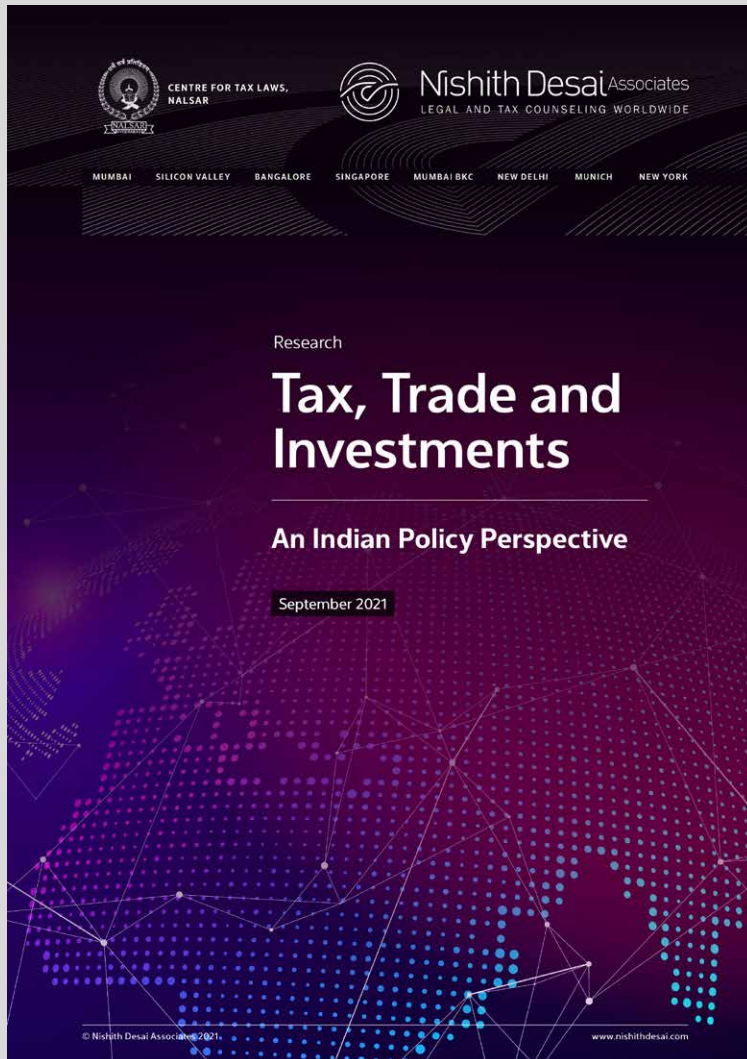 CENTRE FOR TAX LAWS,
NALSAR
NALSAR
Nishith Desai Associates
LEGAL AND TAX COUNSELING WORLDWIDE
MUMBAI SILICON VALLEY BANGALORE SINGAPORE MUMBAI BKC NEW DELHI MUNICH NEW YORK
Research
Tax, Trade and
Investments
An Indian Policy Perspective
September 2021
© Nishith Desai Associates 2021
www.nishithdesai.com